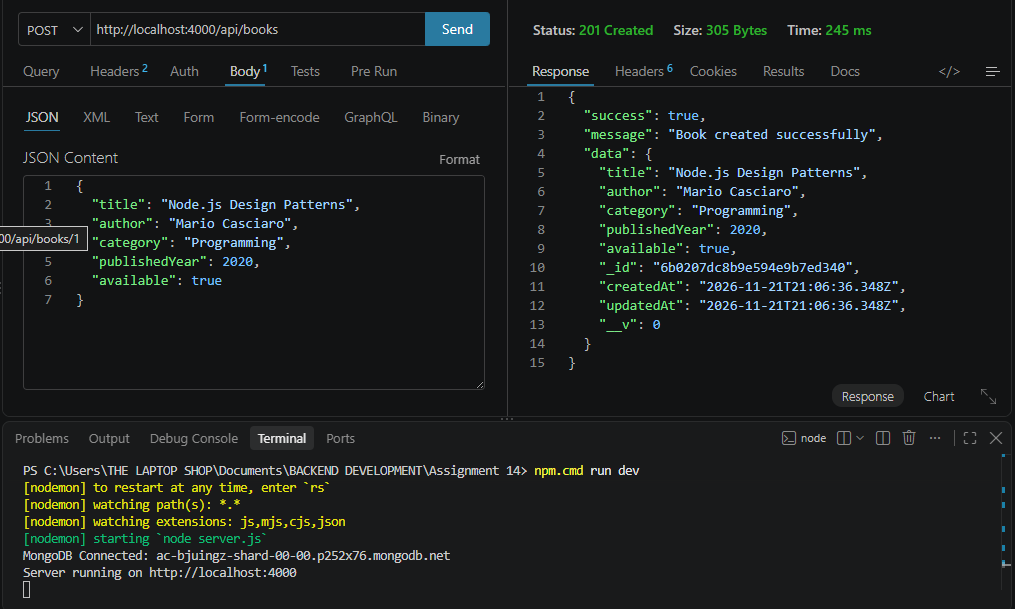 POST http://localhost:4000/api/books Send
Query Headers 2 Auth Body 1 Tests Pre Run
JSON XML Text Form Form-encode GraphQL Binary
JSON Content Format
1 {
2 "title": "Node.js Design Patterns",
3 "author": "Mario Casciaro",
00/api/books/1
"category": "Programming",
5 "publishedYear": 2020,
6 "available": true
7 }
Status: 201 Created Size: 305 Bytes Time: 245 ms
Response Headers 6 Cookies Results Docs </>
1 {
2 "success": true,
3 "message": "Book created successfully",
4 "data": {
5 "title": "Node.js Design Patterns",
6 "author": "Mario Casciaro",
7 "category": "Programming",
8 "publishedYear": 2020,
9 "available": true,
10 "_id": "6b0207dc8b9e594e9b7ed340",
11 "createdAt": "2026-11-21T21:06:36.348Z",
12 "updatedAt": "2026-11-21T21:06:36.348Z",
13 "__v": 0
14 }
15 }
Response Chart
Problems Output Debug Console Terminal Ports node
PS C:\Users\THE LAPTOP SHOP\Documents\BACKEND DEVELOPMENT\Assignment 14> npm.cmd run dev
[nodemon] to restart at any time, enter `rs`
[nodemon] watching path(s): *.*
[nodemon] watching extensions: js,mjs,cjs,json
[nodemon] starting `node server.js`
MongoDB Connected: ac-bjuingz-shard-00-00.p252x76.mongodb.net
Server running on http://localhost:4000